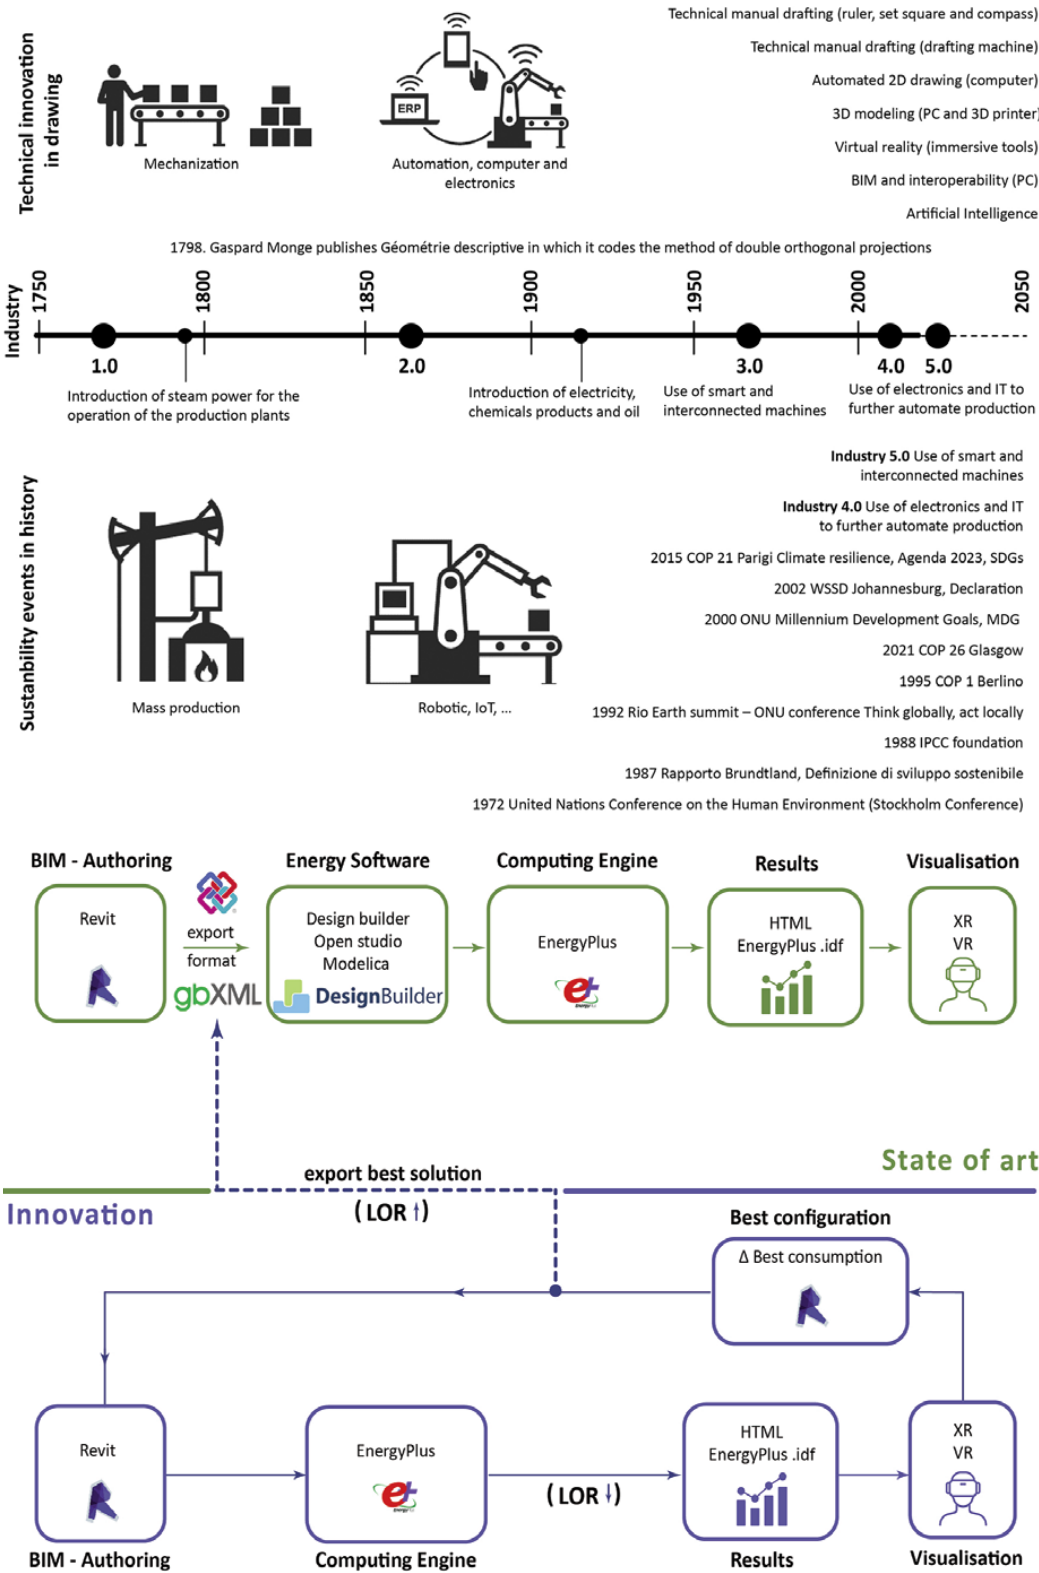 Technical innovation
in drawing
ERP
Mechanization
Automation, computer and
electronics
Technical manual drafting (ruler, set square and compass)
Technical manual drafting (drafting machine)
Automated 2D drawing (computer)
3D modeling (PC and 3D printer)
Virtual reality (immersive tools)
BIM and interoperability (PC)
Artificial Intelligence
1798. Gaspard Monge publishes Géométrie descriptive in which it codes the method of double orthogonal projections
Industry
1750
1800
1850
1900
1950
2000
2050
1.0
2.0
3.0
4.0
5.0
Introduction of steam power for the
operation of the production plants
Introduction of electricity,
chemicals products and oil
Use of smart and
interconnected machines
Use of electronics and IT to
further automate production
Sustanbility events in history
Mass production
Robotic, IoT, ...
Industry 5.0 Use of smart and
interconnected machines
Industry 4.0 Use of electronics and IT
to further automate production
2015 COP 21 Parigi Climate resilience, Agenda 2023, SDGs
2002 WSSD Johannesburg, Declaration
2000 ONU Millennium Development Goals, MDG
2021 COP 26 Glasgow
1995 COP 1 Berlino
1992 Rio Earth summit – ONU conference Think globally, act locally
1988 IPCC foundation
1987 Rapporto Brundtland, Definizione di sviluppo sostenibile
1972 United Nations Conference on the Human Environment (Stockholm Conference)
BIM - Authoring
Energy Software
Computing Engine
Results
Visualisation
Revit
R
export
format
gbXML
Design builder
Open studio
Modelica
DesignBuilder
EnergyPlus
e+
EnergyPlus
HTML
EnergyPlus .idf
XR
VR
State of art
export best solution
(LOR ↑)
Innovation
Best configuration
Δ Best consumption
R
Revit
R
EnergyPlus
e+
EnergyPlus
(LOR ↓)
HTML
EnergyPlus .idf
XR
VR
BIM - Authoring
Computing Engine
Results
Visualisation